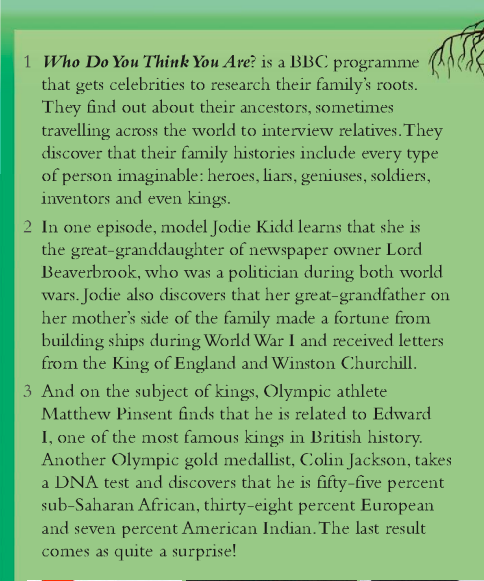 1 Who Do You Think You Are? is a BBC programme
that gets celebrities to research their family's roots.
They find out about their ancestors, sometimes
travelling across the world to interview relatives. They
discover that their family histories include every type
of person imaginable: heroes, liars, geniuses, soldiers,
inventors and even kings.
2 In one episode, model Jodie Kidd learns that she is
the great-granddaughter of newspaper owner Lord
Beaverbrook, who was a politician during both world
wars. Jodie also discovers that her great-grandfather on
her mother's side of the family made a fortune from
building ships during World War I and received letters
from the King of England and Winston Churchill.
3 And on the subject of kings, Olympic athlete
Matthew Pinsent finds that he is related to Edward
I, one of the most famous kings in British history.
Another Olympic gold medallist, Colin Jackson, takes
a DNA test and discovers that he is fifty-five percent
sub-Saharan African, thirty-eight percent European
and seven percent American Indian. The last result
comes as quite a surprise!